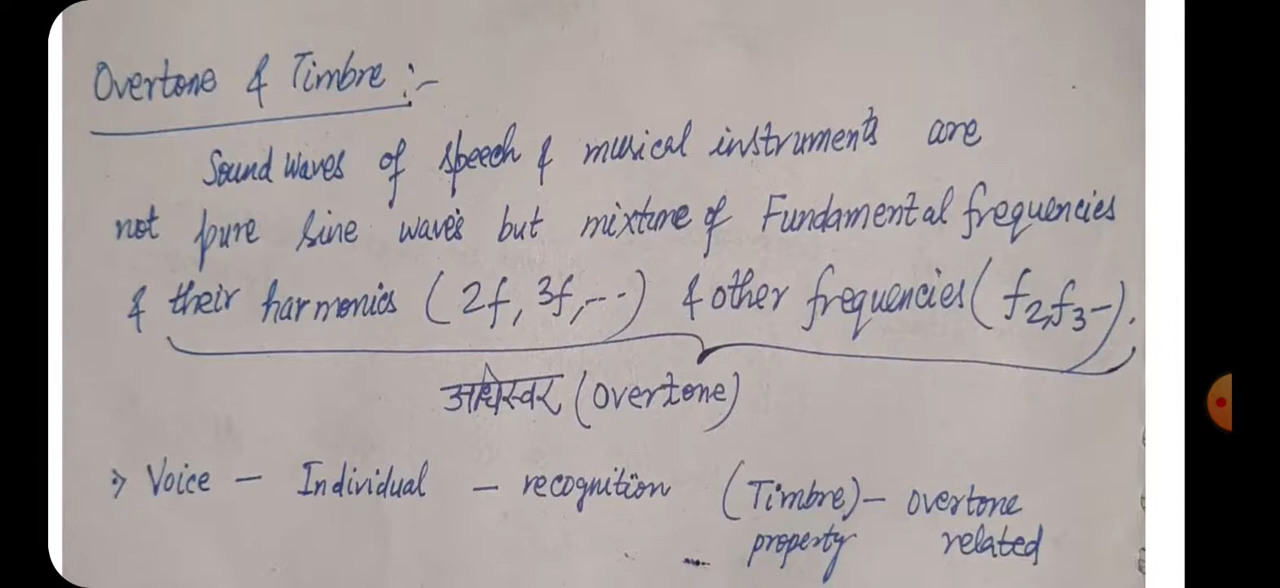 Overtone & Timbre :-
Sound waves of speech & musical instruments are
not pure sine waves but mixture of Fundamental frequencies
& their harmonics (2f, 3f, ---) & other frequencies (f2, f3 -).
अधिस्वर (Overtone)
:> Voice - Individual - recognition (Timbre) - overtone
property related